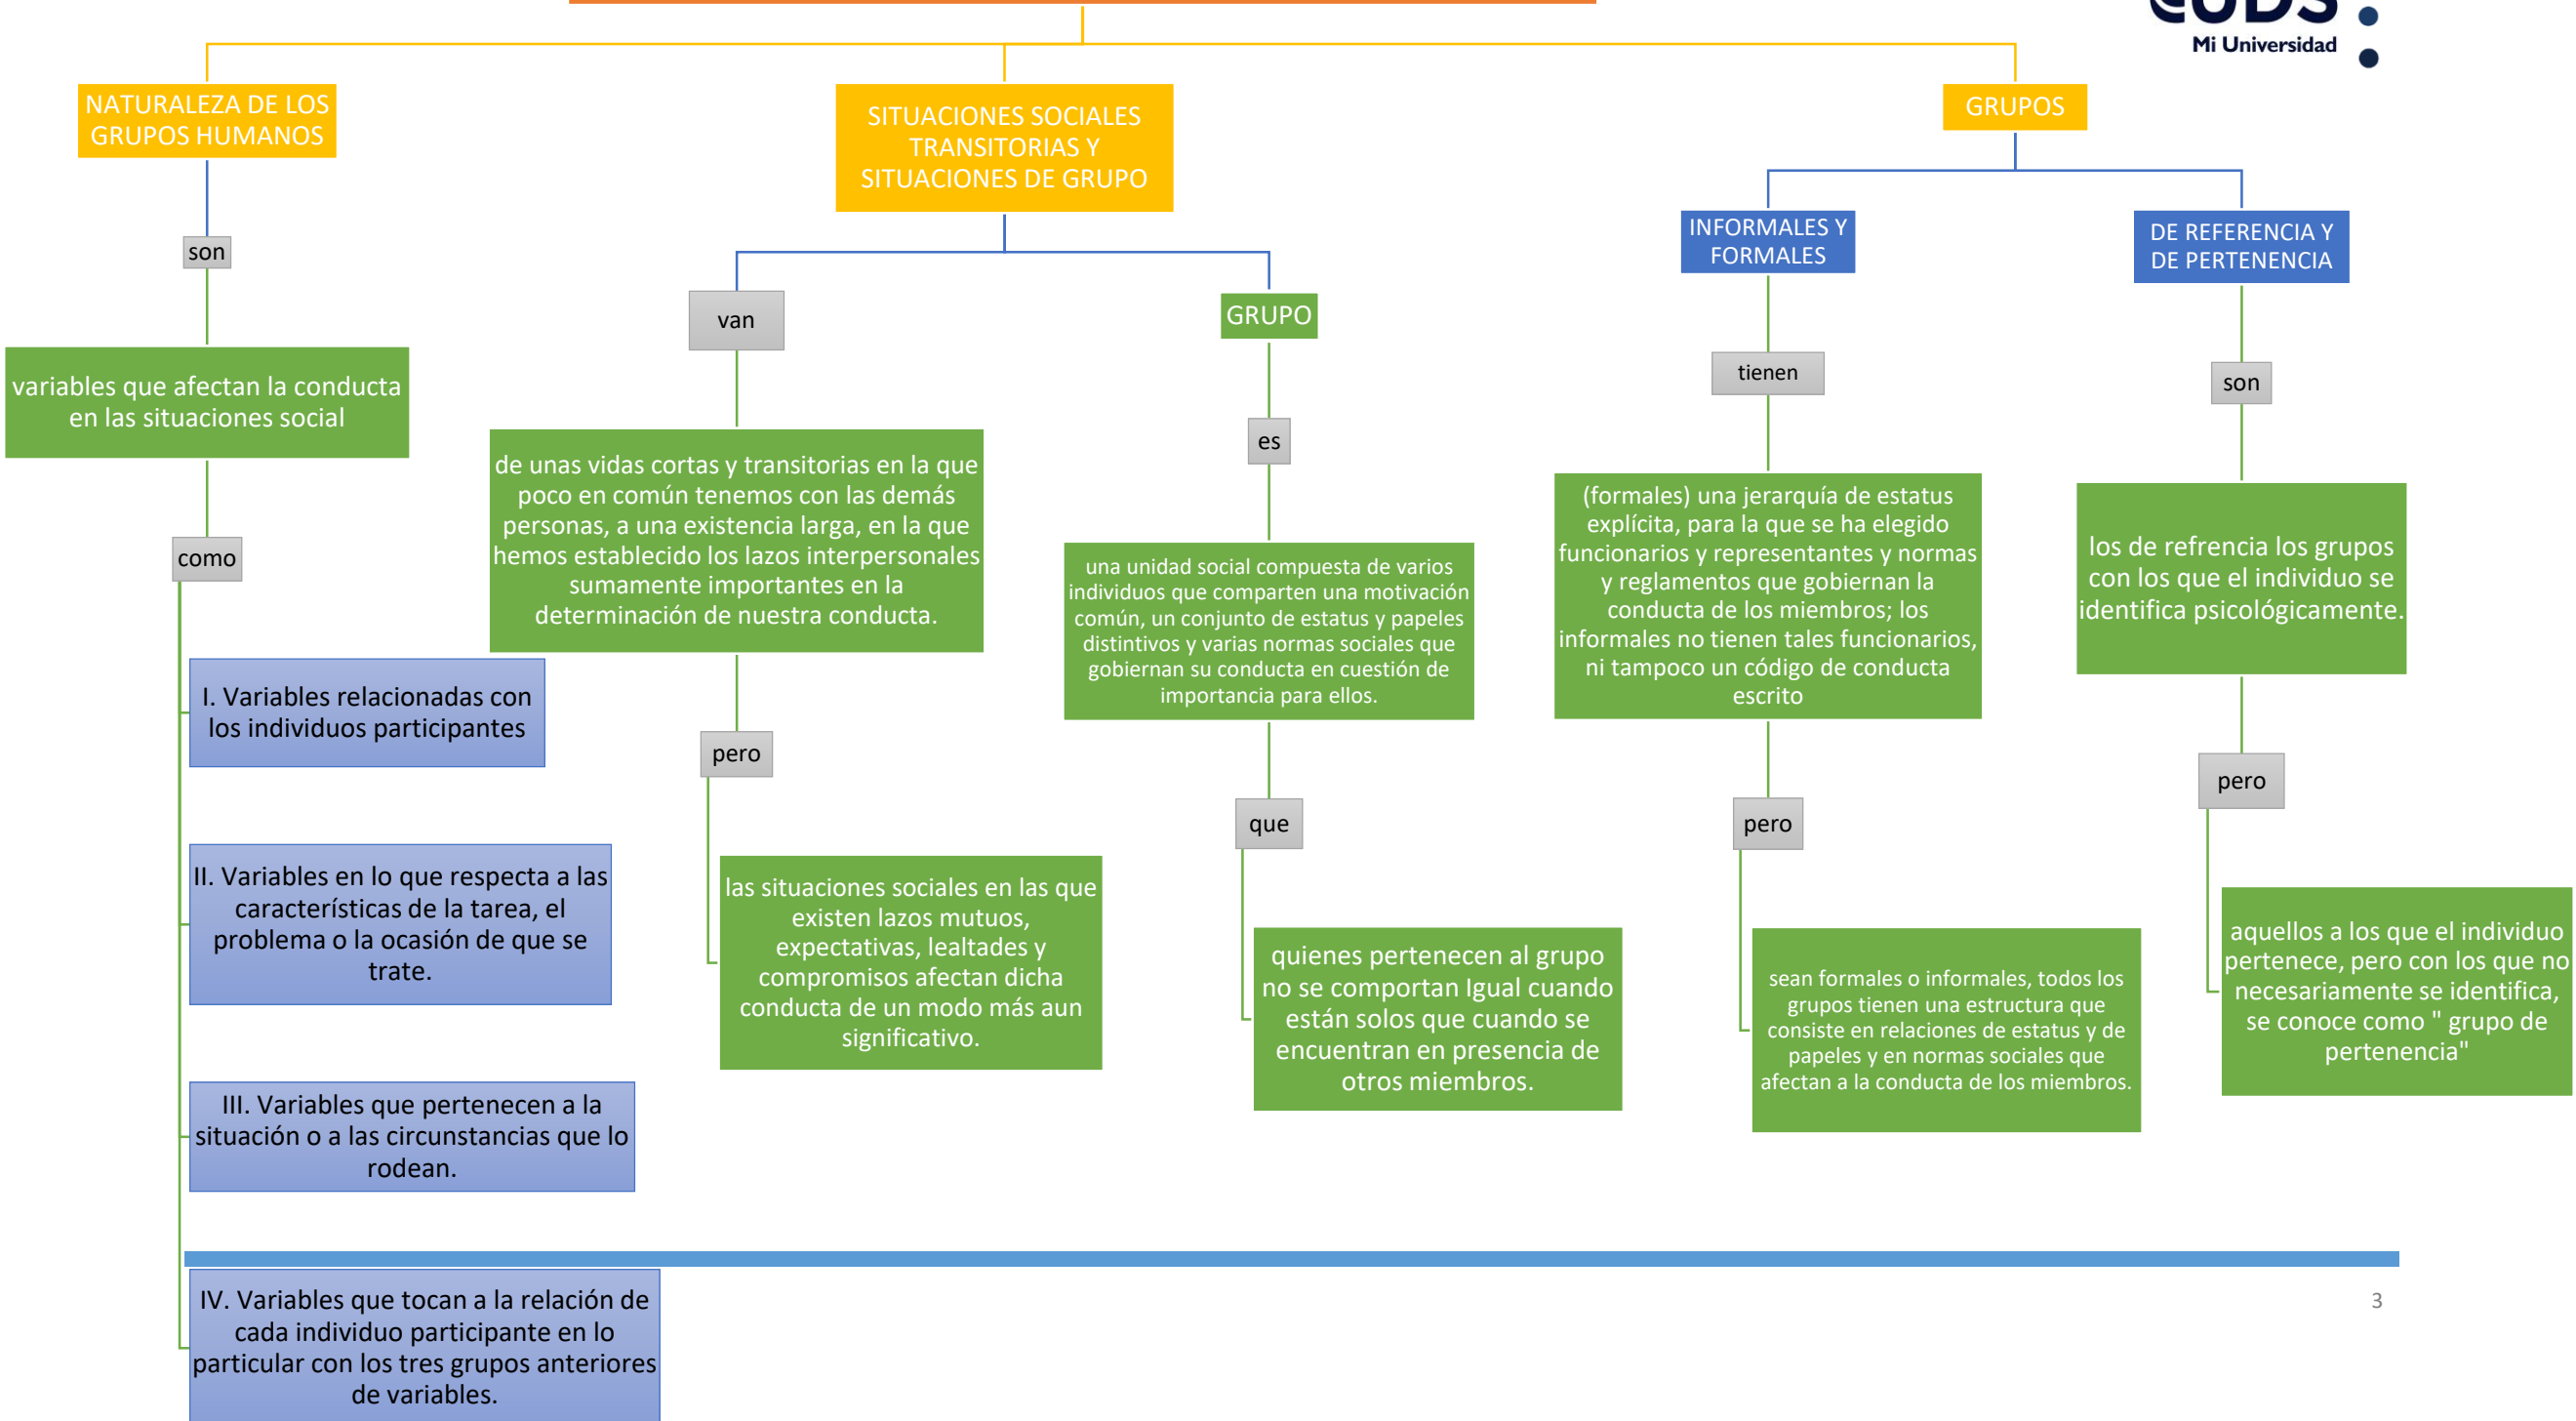 Mi Universidad
NATURALEZA DE LOS
GRUPOS HUMANOS
son
variables que afectan la conducta
en las situaciones social
como
I. Variables relacionadas con
los individuos participantes
II. Variables en lo que respecta a las
características de la tarea, el
problema o la ocasión de que se
trate.
III. Variables que pertenecen a la
situación o a las circunstancias que lo
rodean.
IV. Variables que tocan a la relación de
cada individuo participante en lo
particular con los tres grupos anteriores
de variables.
SITUACIONES SOCIALES
TRANSITORIAS Y
SITUACIONES DE GRUPO
van
de unas vidas cortas y transitorias en la que
poco en común tenemos con las demás
personas, a una existencia larga, en la que
hemos establecido los lazos interpersonales
sumamente importantes en la
determinación de nuestra conducta.
pero
las situaciones sociales en las que
existen lazos mutuos,
expectativas, lealtades y
compromisos afectan dicha
conducta de un modo más aun
significativo.
GRUPO
es
una unidad social compuesta de varios
individuos que comparten una motivación
común, un conjunto de estatus y papeles
distintivos y varias normas sociales que
gobiernan su conducta en cuestión de
importancia para ellos.
que
quienes pertenecen al grupo
no se comportan Igual cuando
están solos que cuando se
encuentran en presencia de
otros miembros.
GRUPOS
INFORMALES Y
FORMALES
tienen
(formales) una jerarquía de estatus
explícita, para la que se ha elegido
funcionarios y representantes y normas
y reglamentos que gobiernan la
conducta de los miembros; los
informales no tienen tales funcionarios,
ni tampoco un código de conducta
escrito
pero
sean formales o informales, todos los
grupos tienen una estructura que
consiste en relaciones de estatus y de
papeles y en normas sociales que
afectan a la conducta de los miembros.
DE REFERENCIA Y
DE PERTENENCIA
son
los de refrencia los grupos
con los que el individuo se
identifica psicológicamente.
pero
aquellos a los que el individuo
pertenece, pero con los que no
necesariamente se identifica,
se conoce como " grupo de
pertenencia"
3